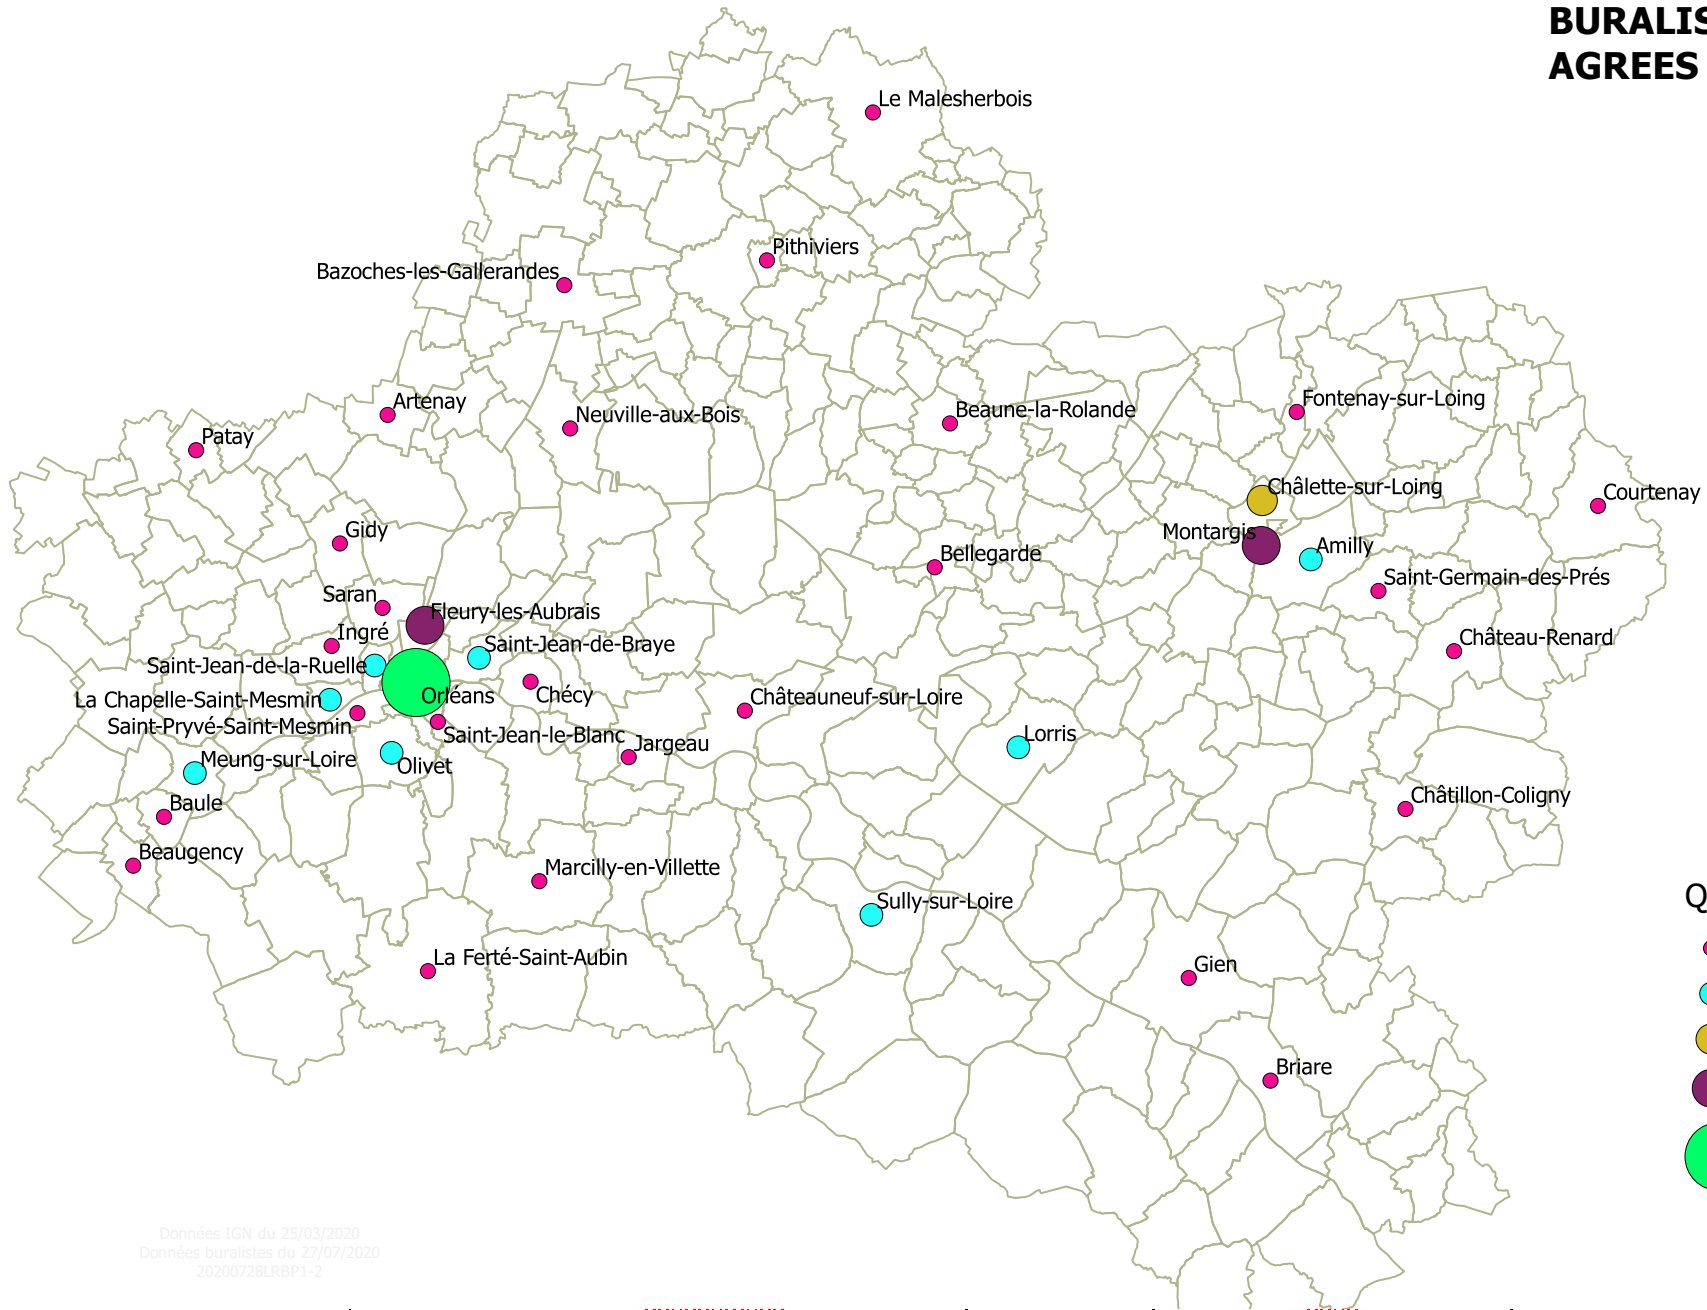 BURALIS
AGREES
Le Malesherbois
Pithiviers
Bazoches-les-Gallerandes
Artenay
Neuville-aux-Bois
Beaune-la-Rolande
Fontenay-sur-Loing
Patay
Châlette-sur-Loing
Courtenay
Gidy
Montargis
Amilly
Bellegarde
Saint-Germain-des-Prés
Saran
Fleury-les-Aubrais
Ingré
Saint-Jean-de-Braye
Château-Renard
Saint-Jean-de-la-Ruelle
La Chapelle-Saint-Mesmin
Orléans
Chécy
Châteauneuf-sur-Loire
Saint-Pryvé-Saint-Mesmin
Saint-Jean-le-Blanc
Jargeau
Lorris
Meung-sur-Loire
Olivet
Châtillon-Coligny
Baule
Beaugency
Marcilly-en-Villette
Sully-sur-Loire
Q
La Ferté-Saint-Aubin
Gien
Briare
Données IGN du 25/03/2020
Données buralistes du 27/07/2020
20200728LRBP1-2